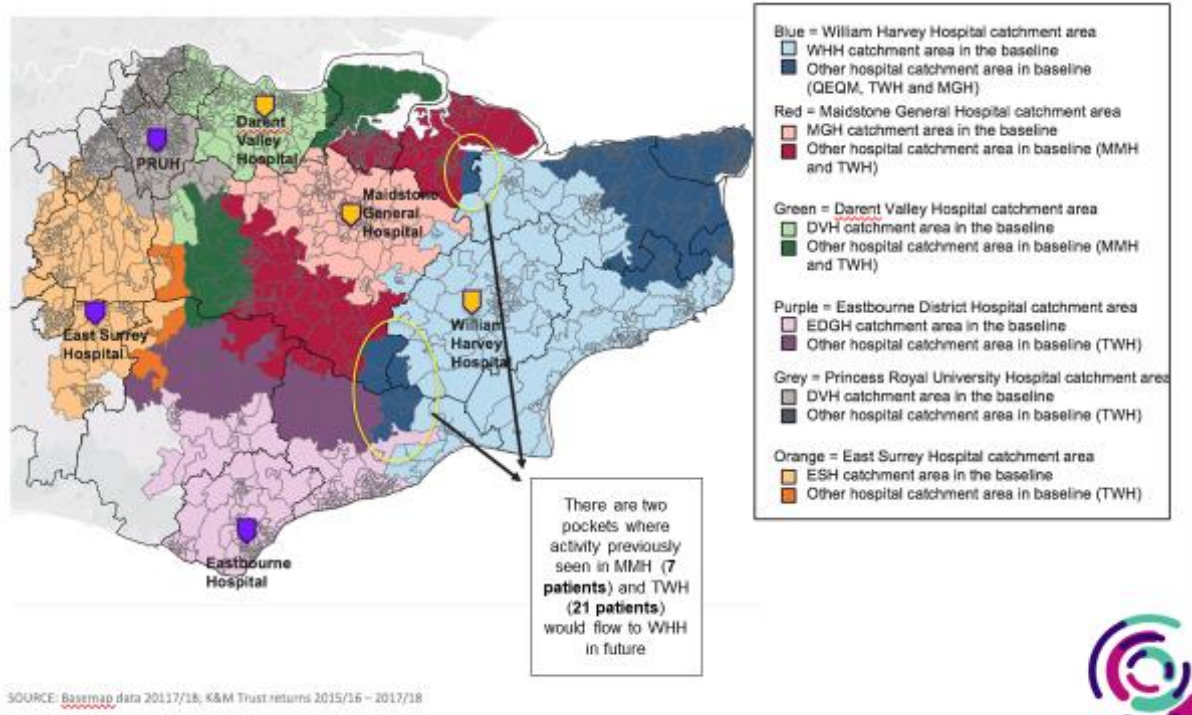 Darent
Valley
Hospital
PRUH
Maidstone
General
Hospital
East Surrey
Hospital
William
Harvey
Hospital
Eastbourne
Hospital
There are two
pockets where
activity previously
seen in MMH (7
patients) and TWH
(21 patients)
would flow to WHH
in future
Blue = William Harvey Hospital catchment area
WHH catchment area in the baseline
Other hospital catchment area in baseline
(QEQM, TWH and MGH)
Red = Maidstone General Hospital catchment area
MGH catchment area in the baseline
Other hospital catchment area in baseline (MMH
and TWH)
Green = Darent Valley Hospital catchment area
DVH catchment area in the baseline
Other hospital catchment area in baseline (MMH
and TWH)
Purple = Eastbourne District Hospital catchment area
EDGH catchment area in the baseline
Other hospital catchment area in baseline (TWH)
Grey = Princess Royal University Hospital catchment area
DVH catchment area in the baseline
Other hospital catchment area in baseline (TWH)
Orange = East Surrey Hospital catchment area
ESH catchment area in the baseline
Other hospital catchment area in baseline (TWH)
SOURCE: Basemap data 20117/18; K&M Trust returns 2015/16 – 2017/18